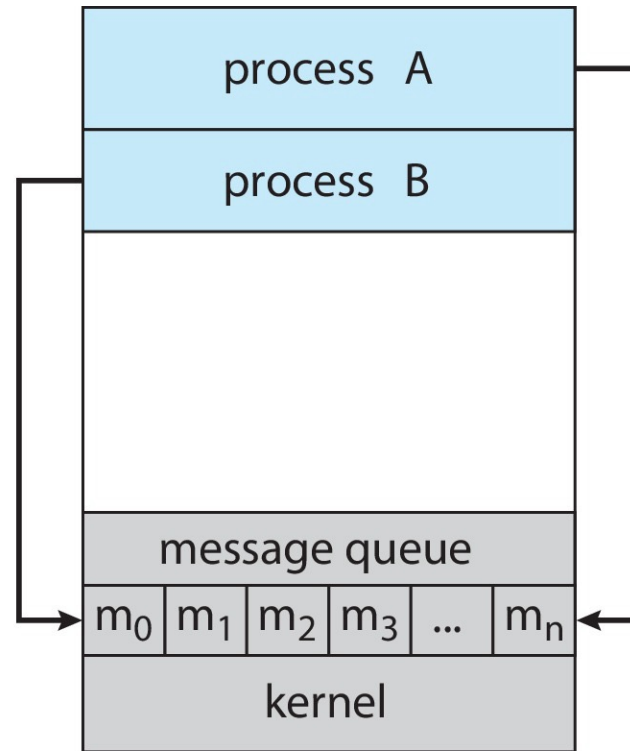 process A
process B
message queue
m₀ m₁ m₂ m₃ ... mₙ
kernel